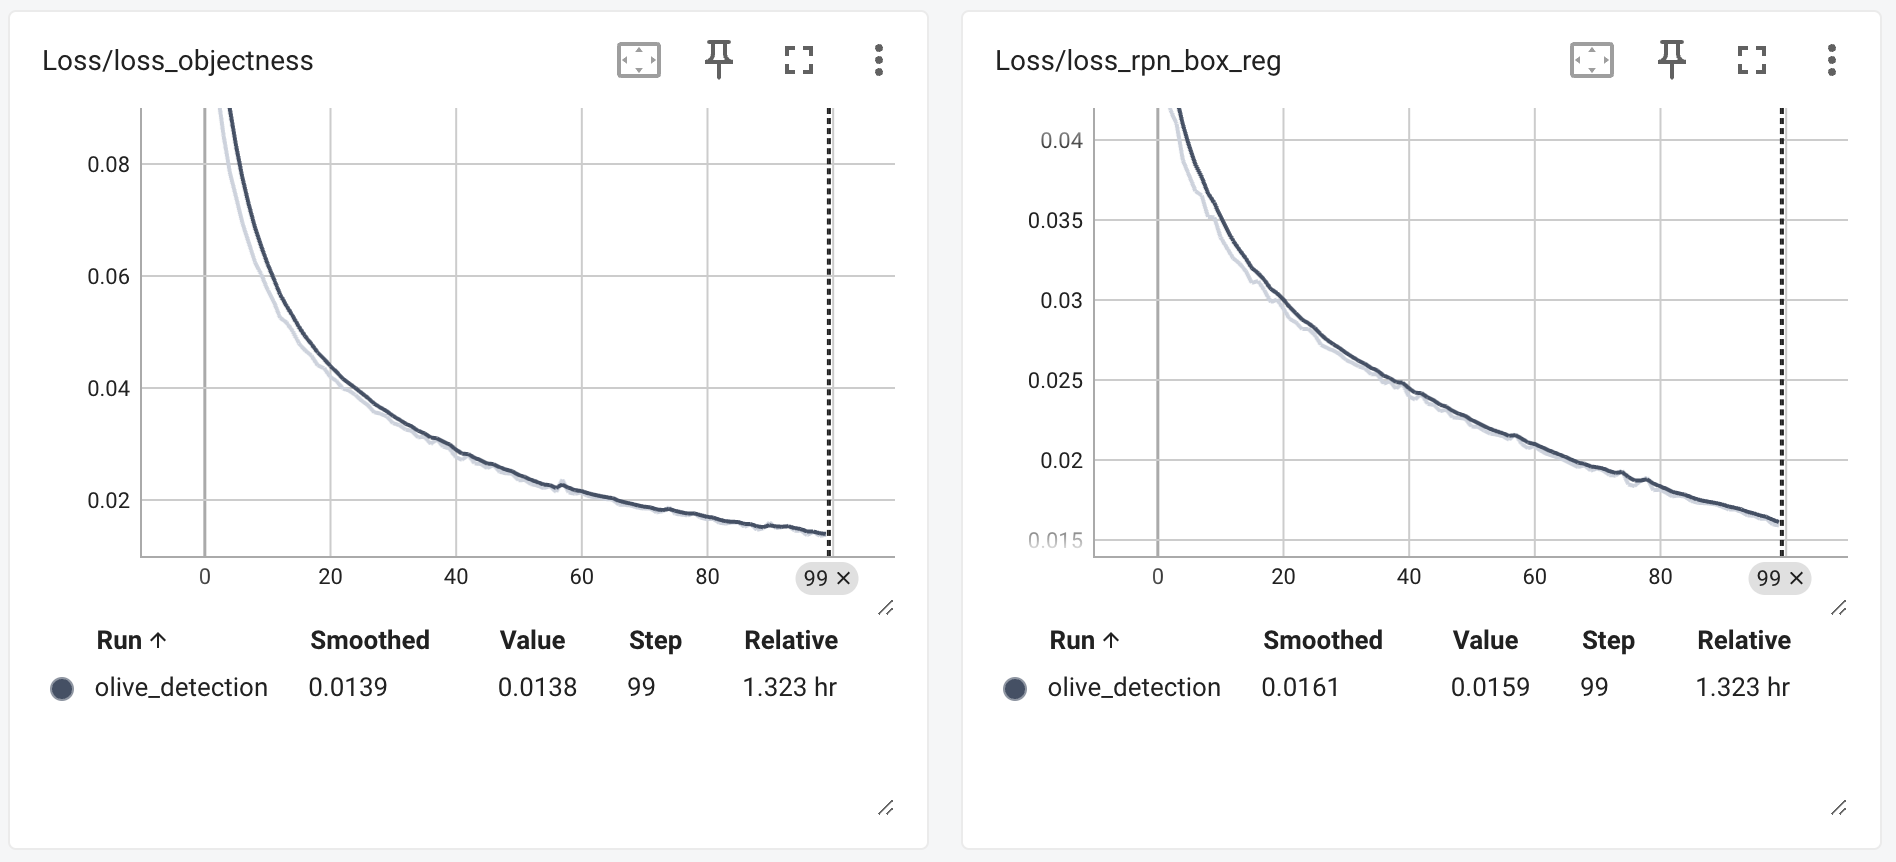 Loss/loss_objectness
0.08
0.06
0.04
0.02
0 20 40 60 80 99 ×
Run ↑ Smoothed Value Step Relative
olive_detection 0.0139 0.0138 99 1.323 hr
Loss/loss_rpn_box_reg
0.04
0.035
0.03
0.025
0.02
0.015
0 20 40 60 80 99 ×
Run ↑ Smoothed Value Step Relative
olive_detection 0.0161 0.0159 99 1.323 hr